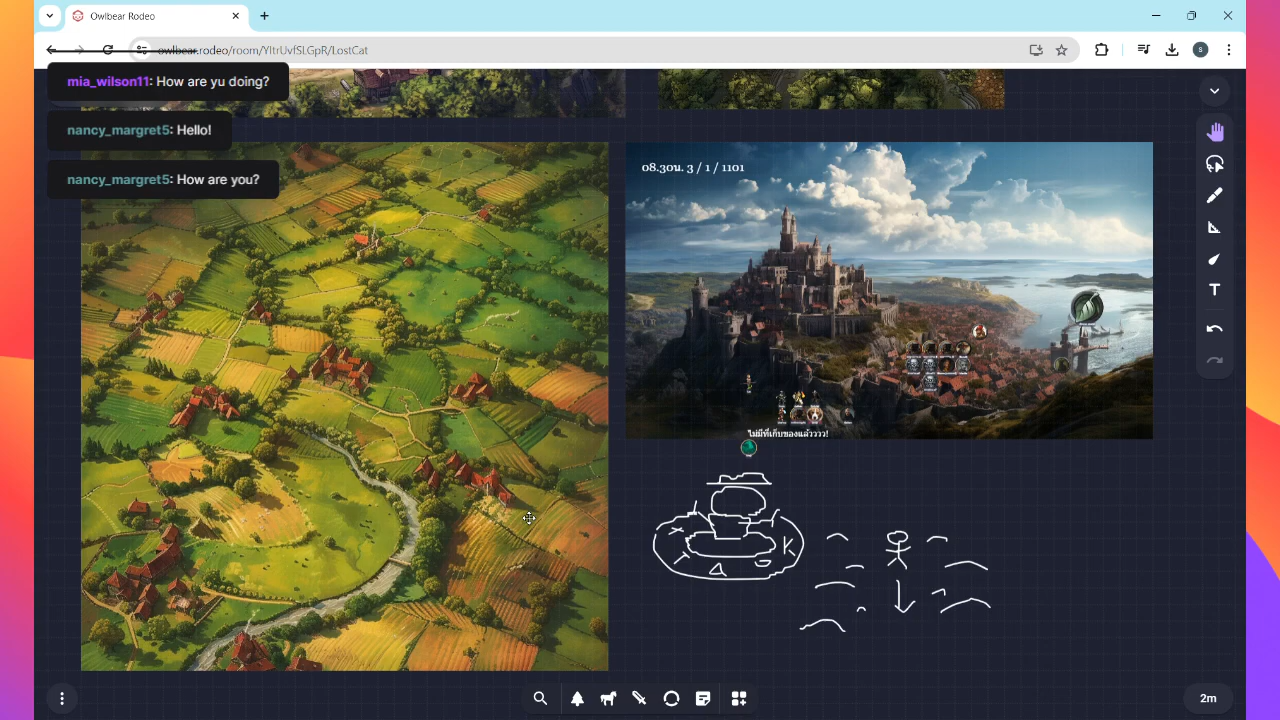 Owlbear Rodeo
owlbear.rodeo/room/YItrUvfSLGpR/LostCat
s
mia_wilson11: How are yu doing?
nancy_margret5: Hello!
nancy_margret5: How are you?
08.30น. 3 / 1 / 1101
ไม่มีที่เก็บของแล้วววว!
T
K
2m